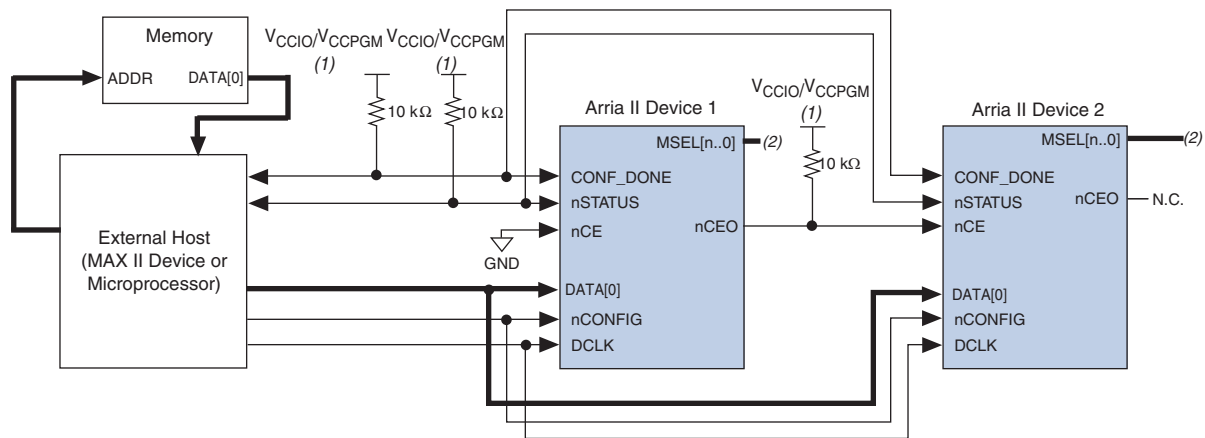 Memory
ADDR
DATA[0]
VCCIO/VCCPGM
(1)
10 kΩ
VCCIO/VCCPGM
(1)
10 kΩ
External Host
(MAX II Device or
Microprocessor)
GND
Arria II Device 1
MSEL[n..0]
(2)
CONF_DONE
nSTATUS
nCE
nCEO
DATA[0]
nCONFIG
DCLK
VCCIO/VCCPGM
(1)
10 kΩ
Arria II Device 2
MSEL[n..0]
(2)
CONF_DONE
nSTATUS
nCEO
N.C.
nCE
DATA[0]
nCONFIG
DCLK